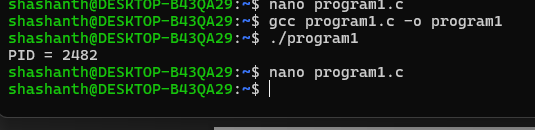 shashanth@DESKTOP-B43QA29:~$ nano program1.c
shashanth@DESKTOP-B43QA29:~$ gcc program1.c -o program1
shashanth@DESKTOP-B43QA29:~$ ./program1
PID = 2482
shashanth@DESKTOP-B43QA29:~$ nano program1.c
shashanth@DESKTOP-B43QA29:~$